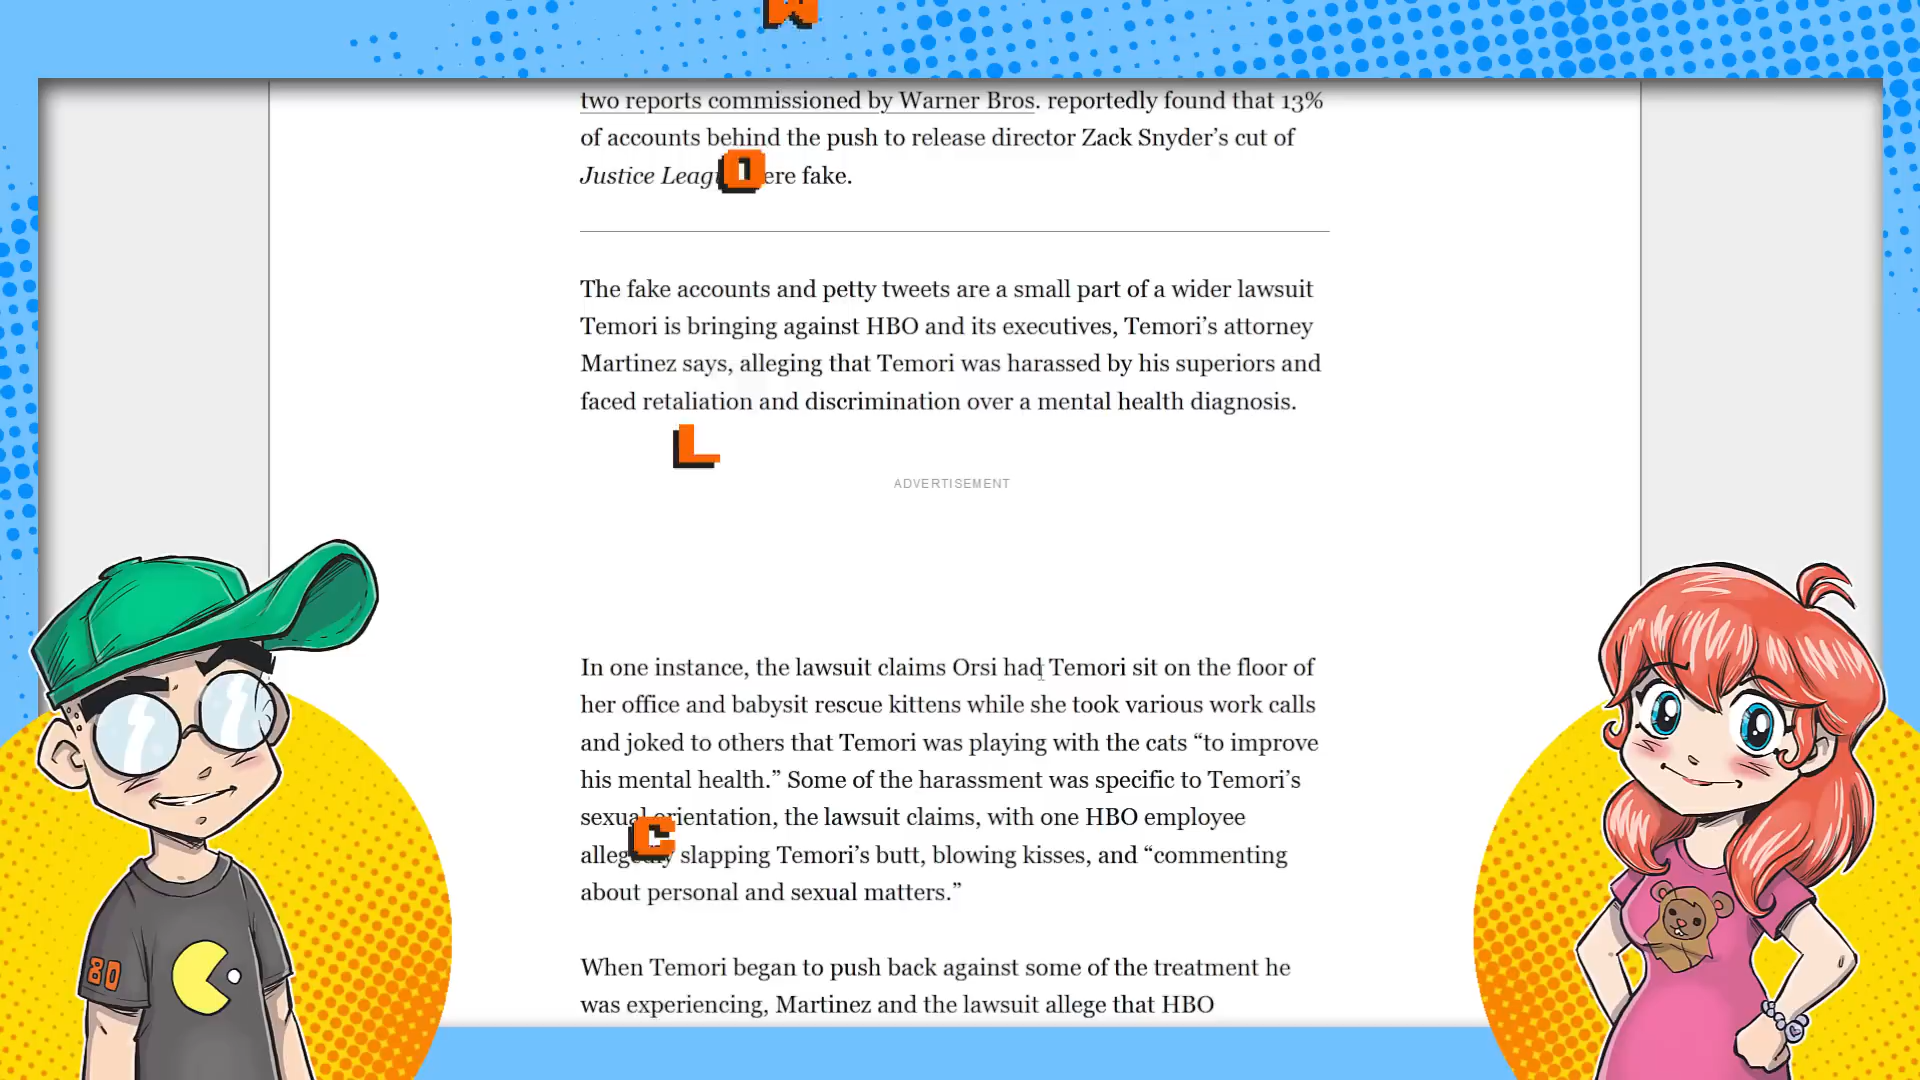 W
two reports commissioned by Warner Bros. reportedly found that 13%
of accounts behind the push to release director Zack Snyder’s cut of
Justice Leag ere fake.
O
The fake accounts and petty tweets are a small part of a wider lawsuit
Temori is bringing against HBO and its executives, Temori’s attorney
Martinez says, alleging that Temori was harassed by his superiors and
faced retaliation and discrimination over a mental health diagnosis.
L
ADVERTISEMENT
In one instance, the lawsuit claims Orsi had Temori sit on the floor of
her office and babysit rescue kittens while she took various work calls
and joked to others that Temori was playing with the cats “to improve
his mental health.” Some of the harassment was specific to Temori’s
sexual orientation, the lawsuit claims, with one HBO employee
allegedly slapping Temori’s butt, blowing kisses, and “commenting
about personal and sexual matters.”
C
When Temori began to push back against some of the treatment he
was experiencing, Martinez and the lawsuit allege that HBO
80